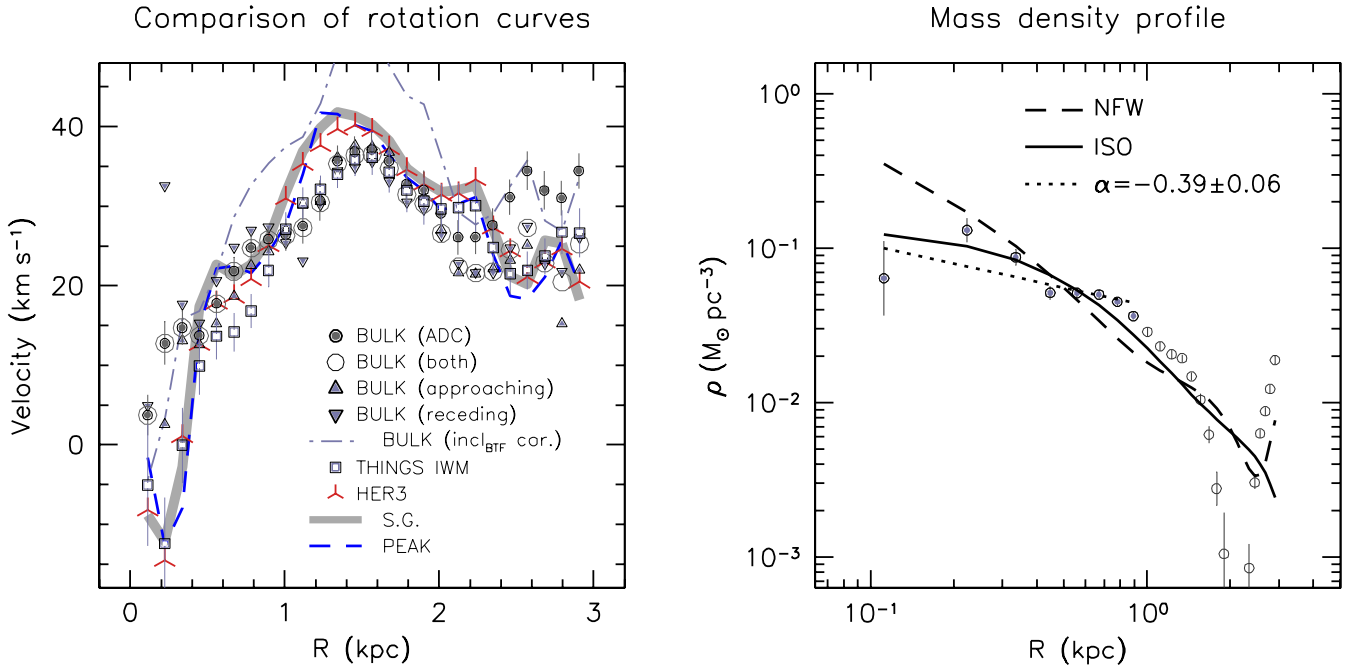 Comparison of rotation curves
Velocity (km s⁻¹)
40
20
0
BULK (ADC)
BULK (both)
BULK (approaching)
BULK (receding)
BULK (incl_BTF cor.)
THINGS IWM
HER3
S.G.
PEAK
0 1 2 3
R (kpc)
Mass density profile
ρ (M⊙ pc⁻³)
10⁰
10⁻¹
10⁻²
10⁻³
NFW
ISO
α=−0.39±0.06
10⁻¹ 10⁰
R (kpc)